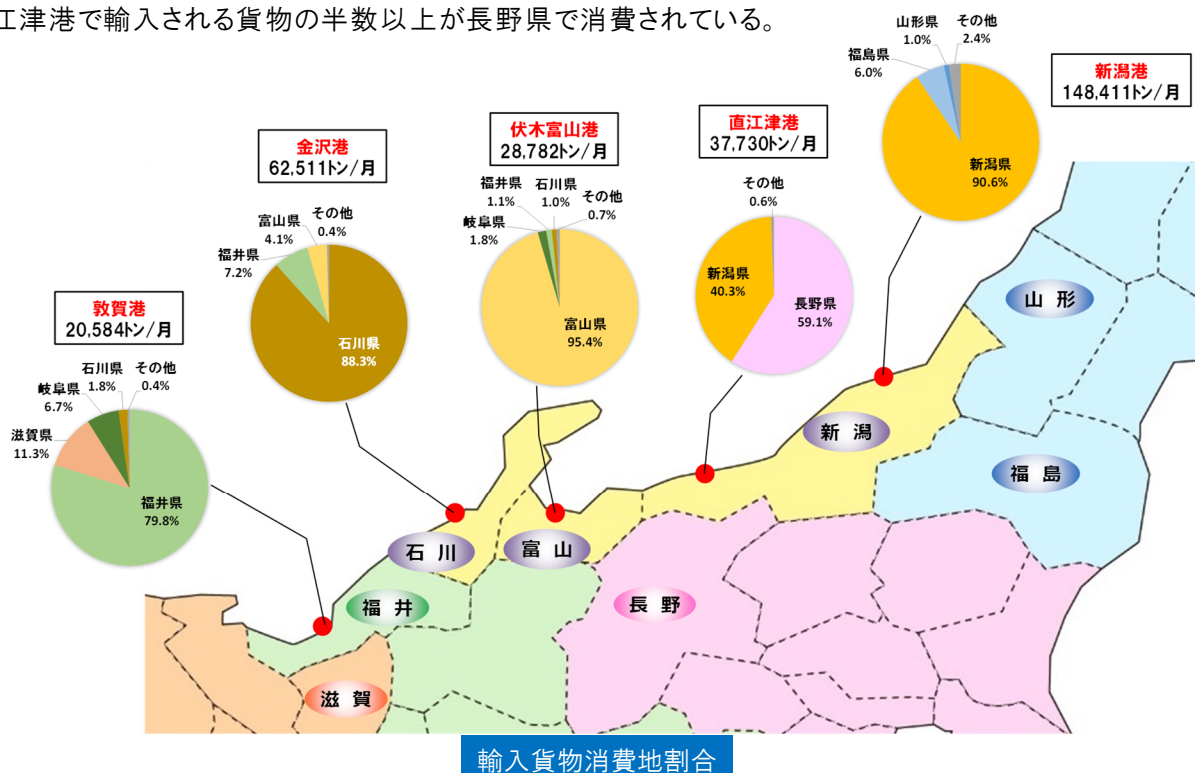 江津港で輸入される貨物の半数以上が長野県で消費されている。
山形県
1.0%
その他
2.4%
福島県
6.0%
新潟県
90.6%
新潟港
148,411トン/月
直江津港
37,730トン/月
その他
0.6%
新潟県
40.3%
長野県
59.1%
伏木富山港
28,782トン/月
福井県
1.1%
石川県
1.0%
その他
0.7%
岐阜県
1.8%
富山県
95.4%
金沢港
62,511トン/月
富山県
4.1%
その他
0.4%
福井県
7.2%
石川県
88.3%
敦賀港
20,584トン/月
石川県
1.8%
その他
0.4%
岐阜県
6.7%
滋賀県
11.3%
福井県
79.8%
山形
新潟
福島
石川
富山
福井
長野
滋賀
輸入貨物消費地割合